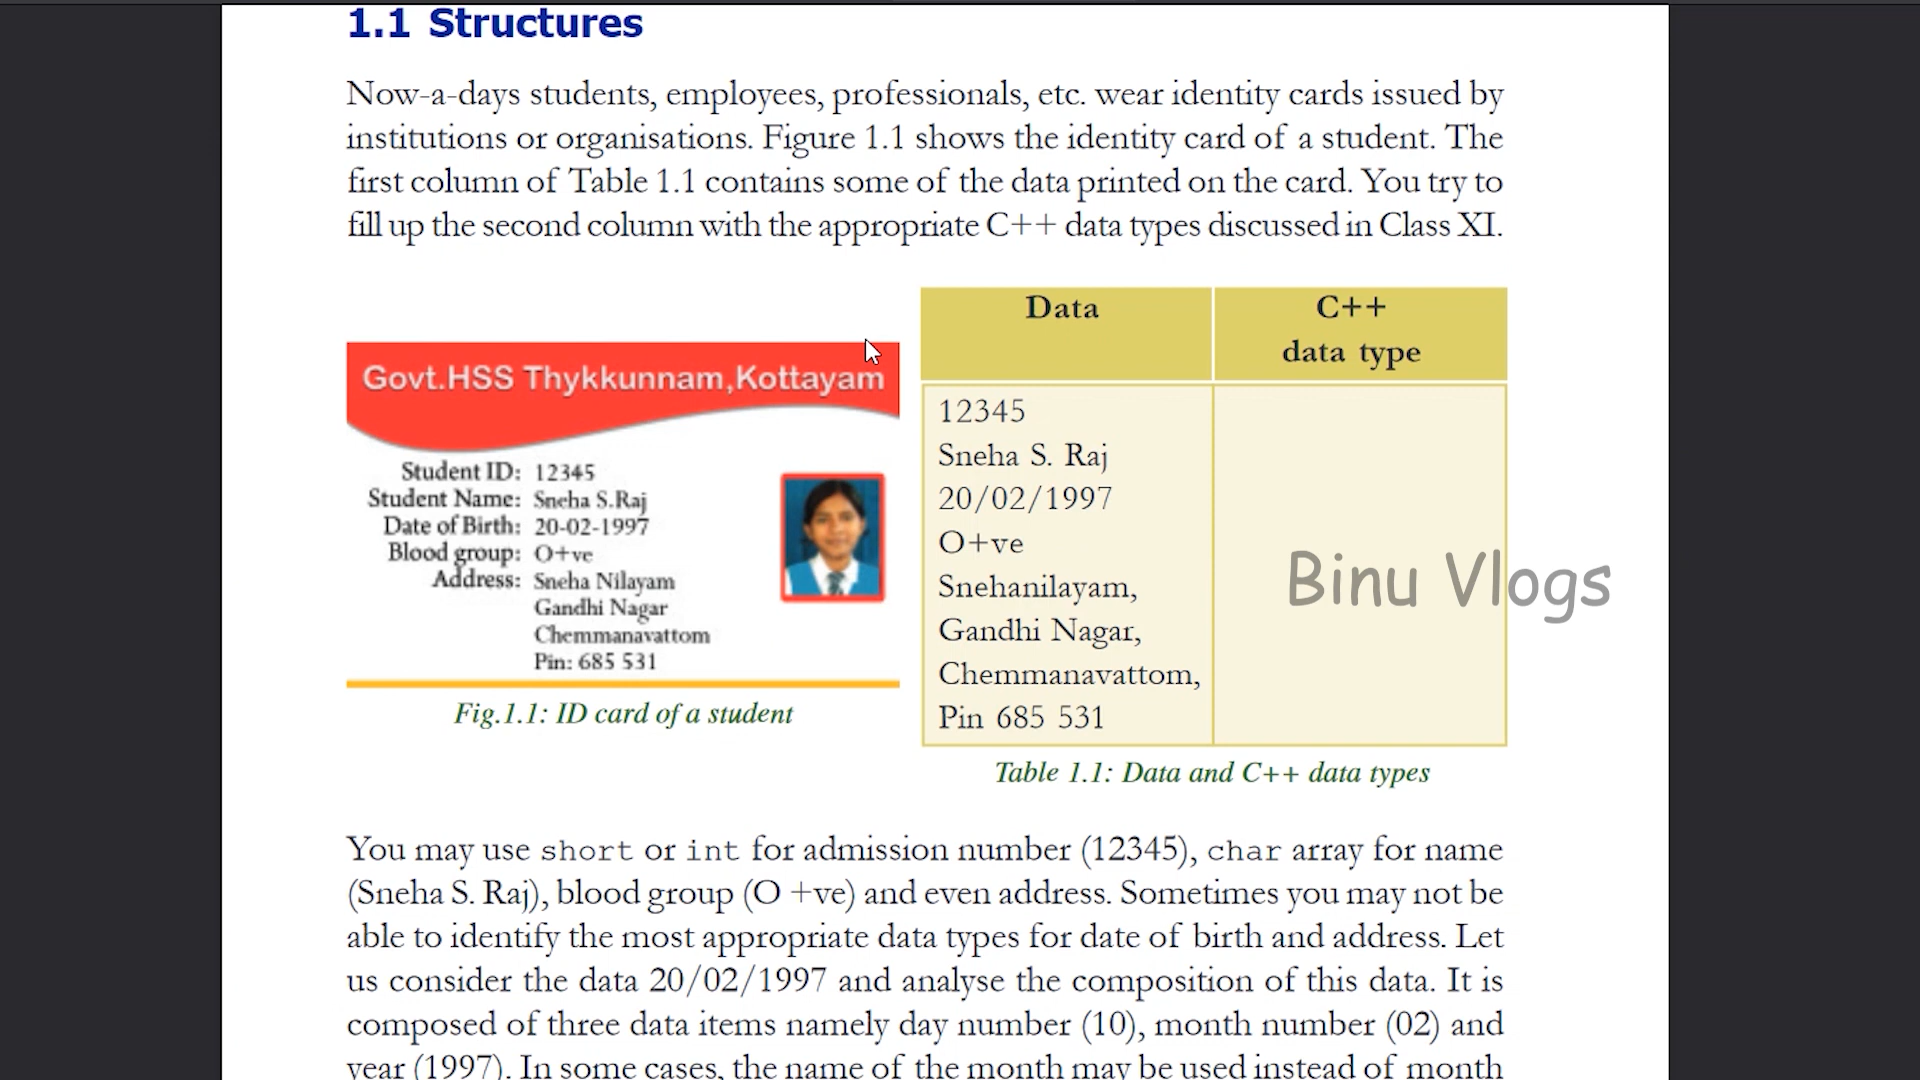 1.1 Structures
Now-a-days students, employees, professionals, etc. wear identity cards issued by
institutions or organisations. Figure 1.1 shows the identity card of a student. The
first column of Table 1.1 contains some of the data printed on the card. You try to
fill up the second column with the appropriate C++ data types discussed in Class XI.
Govt.HSS Thykkunnam,Kottayam
Student ID: 12345
Student Name: Sneha S.Raj
Date of Birth: 20-02-1997
Blood group: O+ve
Address: Sneha Nilayam
Gandhi Nagar
Chemmanavattom
Pin: 685 531
Fig.1.1: ID card of a student
Data
C++
data type
12345
Sneha S. Raj
20/02/1997
O+ve
Snehanilayam,
Gandhi Nagar,
Chemmanavattom,
Pin 685 531
Binu Vlogs
Table 1.1: Data and C++ data types
You may use short or int for admission number (12345), char array for name
(Sneha S. Raj), blood group (O +ve) and even address. Sometimes you may not be
able to identify the most appropriate data types for date of birth and address. Let
us consider the data 20/02/1997 and analyse the composition of this data. It is
composed of three data items namely day number (10), month number (02) and
year (1997). In some cases, the name of the month may be used instead of month